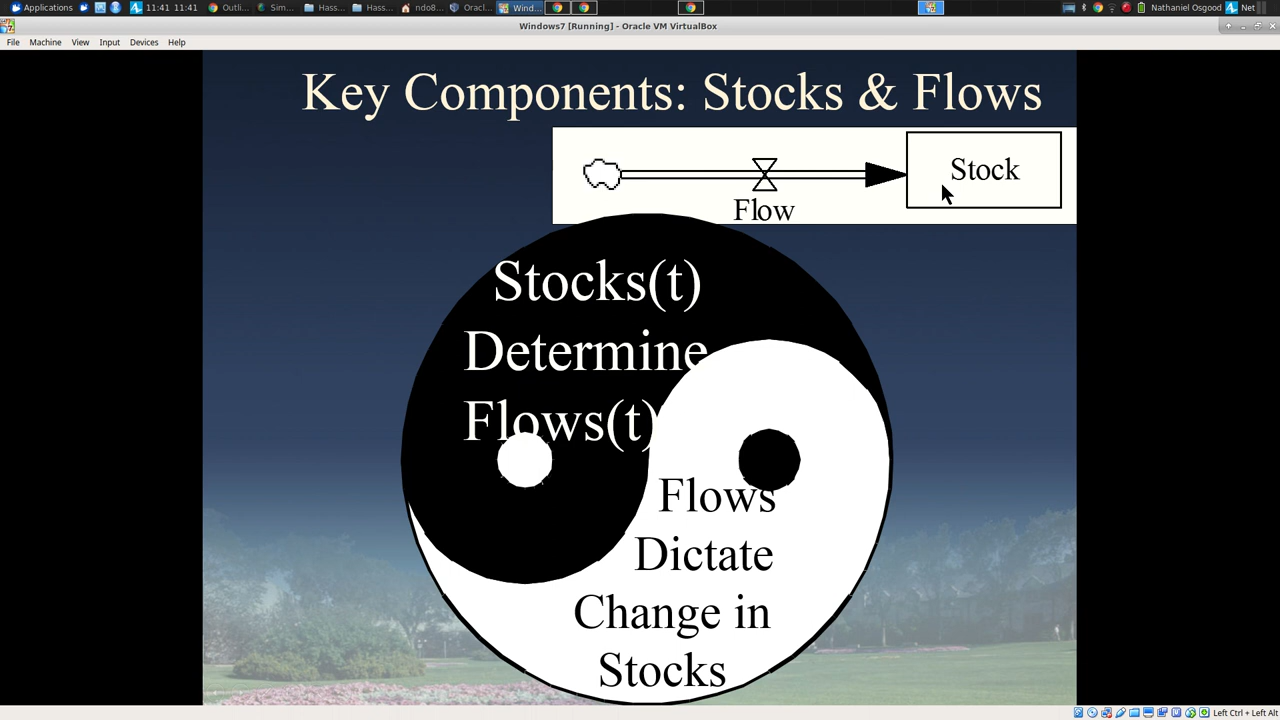 Applications
11:41 11:41
Outli...
Sim...
Hass...
Hass...
ndo8...
Oracl...
Wind...
Nathaniel Osgood
Net
Windows7 [Running] - Oracle VM VirtualBox
File Machine View Input Devices Help
Key Components: Stocks & Flows
Stock
Flow
Stocks(t)
Determine
Flows(t)
Flows
Dictate
Change in
Stocks
Left Ctrl + Left Alt